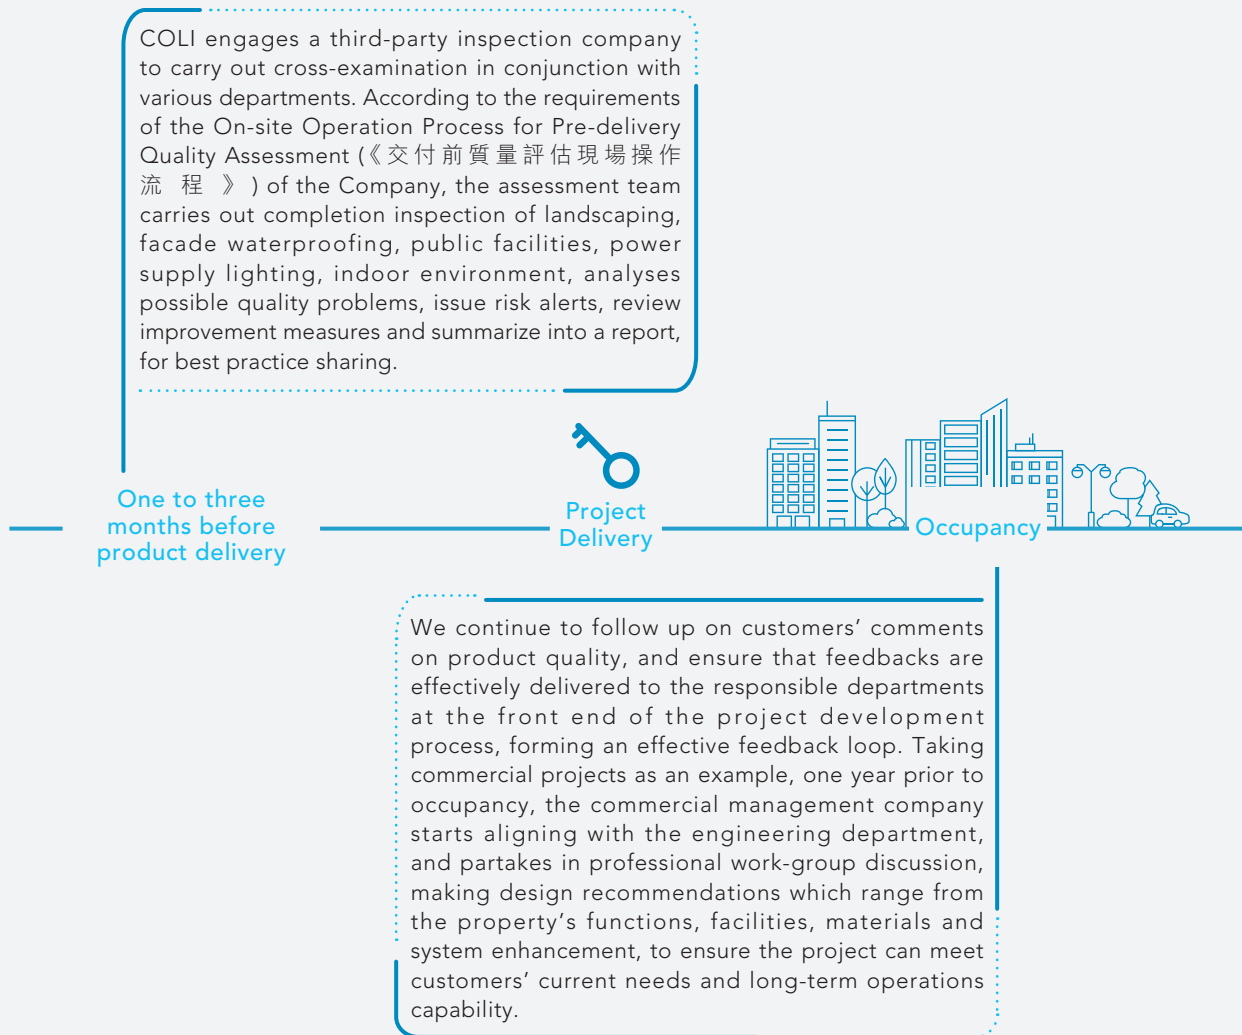 COLI engages a third-party inspection company
to carry out cross-examination in conjunction with
various departments. According to the requirements
of the On-site Operation Process for Pre-delivery
Quality Assessment (《交付前質量評估現場操作
流程》) of the Company, the assessment team
carries out completion inspection of landscaping,
facade waterproofing, public facilities, power
supply lighting, indoor environment, analyses
possible quality problems, issue risk alerts, review
improvement measures and summarize into a report,
for best practice sharing.
One to three
months before
product delivery
Project
Delivery
Occupancy
We continue to follow up on customers’ comments
on product quality, and ensure that feedbacks are
effectively delivered to the responsible departments
at the front end of the project development
process, forming an effective feedback loop. Taking
commercial projects as an example, one year prior to
occupancy, the commercial management company
starts aligning with the engineering department,
and partakes in professional work-group discussion,
making design recommendations which range from
the property’s functions, facilities, materials and
system enhancement, to ensure the project can meet
customers’ current needs and long-term operations
capability.